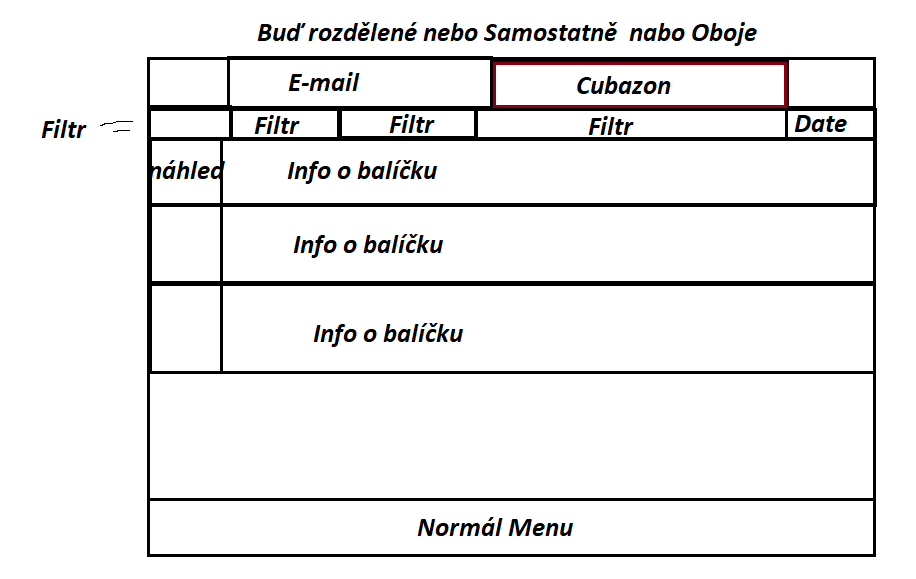 Buď rozdělené nebo Samostatně nabo Oboje
E-mail Cubazon
Filtr Filtr Filtr Filtr Date
náhled Info o balíčku
Info o balíčku
Info o balíčku
Normál Menu